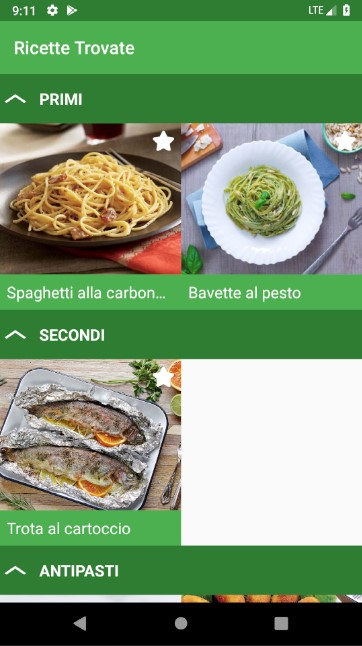 9:11
LTE
Ricette Trovate
PRIMI
Spaghetti alla carbon...
Bavette al pesto
SECONDI
Trota al cartoccio
ANTIPASTI